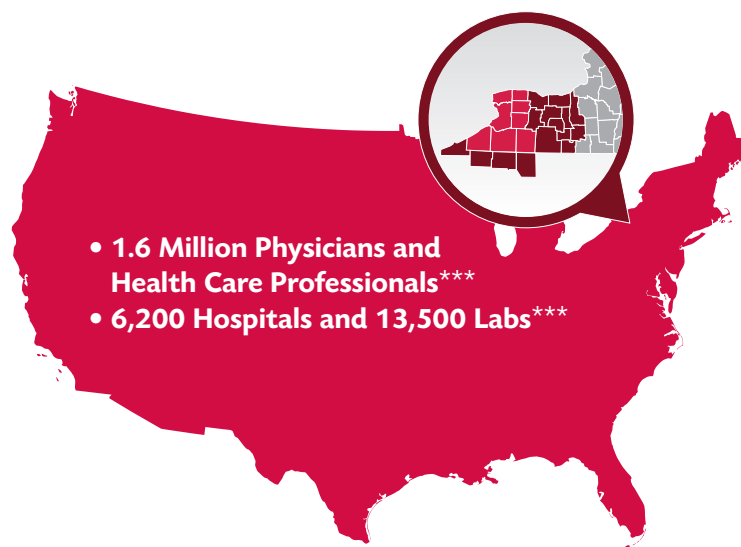 • 1.6 Million Physicians and
Health Care Professionals***
• 6,200 Hospitals and 13,500 Labs***